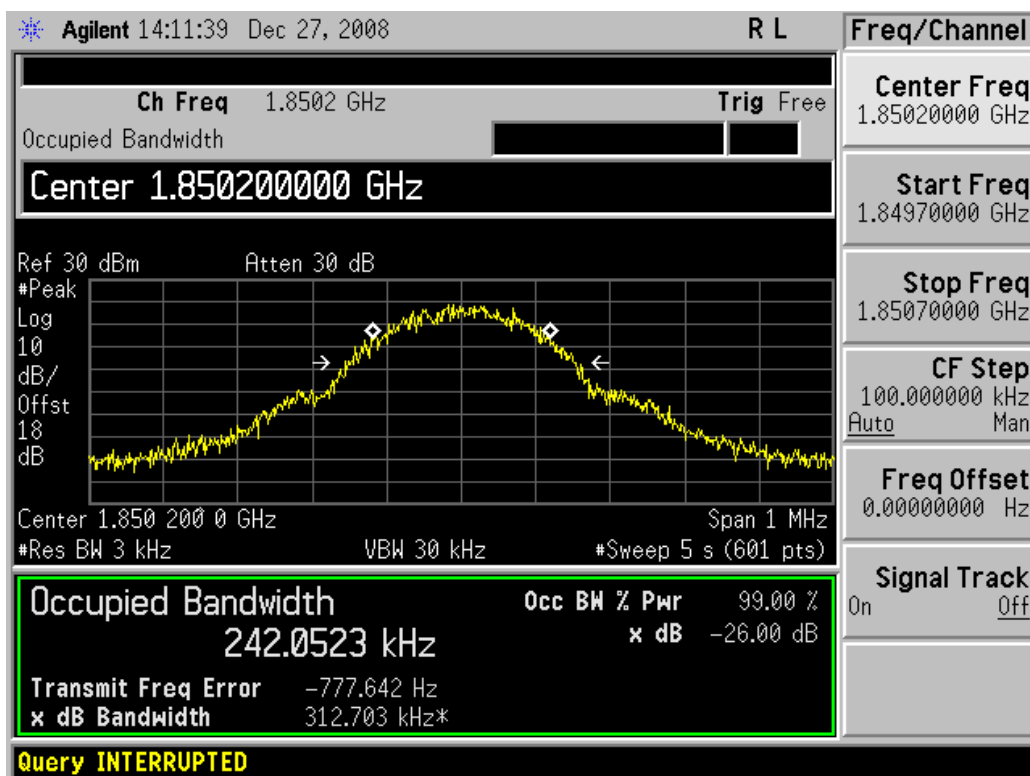 Agilent 14:11:39 Dec 27, 2008 R L
Freq/Channel
Ch Freq 1.8502 GHz Trig Free
Occupied Bandwidth
Center 1.850200000 GHz
Ref 30 dBm Atten 30 dB
#Peak
Log
10
dB/
Offst
18
dB
Center 1.850 200 0 GHz Span 1 MHz
#Res BW 3 kHz VBW 30 kHz #Sweep 5 s (601 pts)
Occupied Bandwidth
242.0523 kHz
Occ BW % Pwr 99.00 %
x dB -26.00 dB
Transmit Freq Error -777.642 Hz
x dB Bandwidth 312.703 kHz*
Query INTERRUPTED
Center Freq
1.85020000 GHz
Start Freq
1.84970000 GHz
Stop Freq
1.85070000 GHz
CF Step
100.000000 kHz
Auto Man
Freq Offset
0.00000000 Hz
Signal Track
On Off